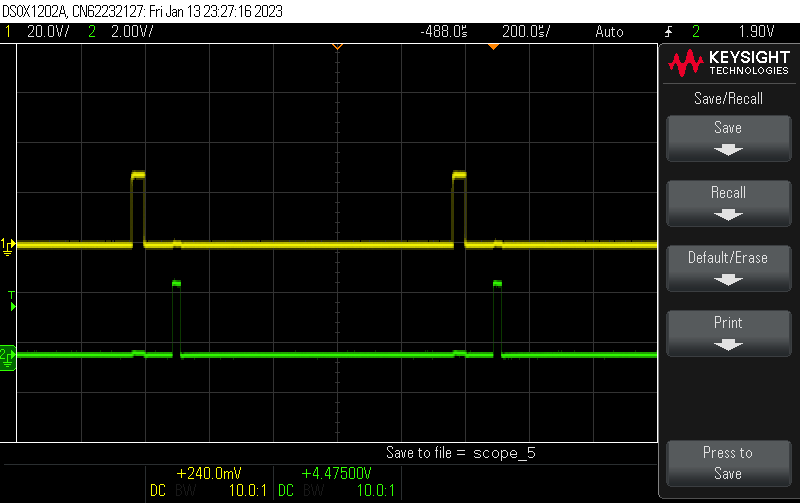 DSOX1202A, CN62232127: Fri Jan 13 23:27:16 2023
1 20.0V/ 2 2.00V/ -488.0s 200.0s/ Auto 2 1.90V
KEYSIGHT
TECHNOLOGIES
Save/Recall
Save
Recall
1
Default/Erase
T
Print
2
Save to file = scope_5
Press to
Save
+240.0mV +4.47500V
DC BW 10.0:1 DC BW 10.0:1